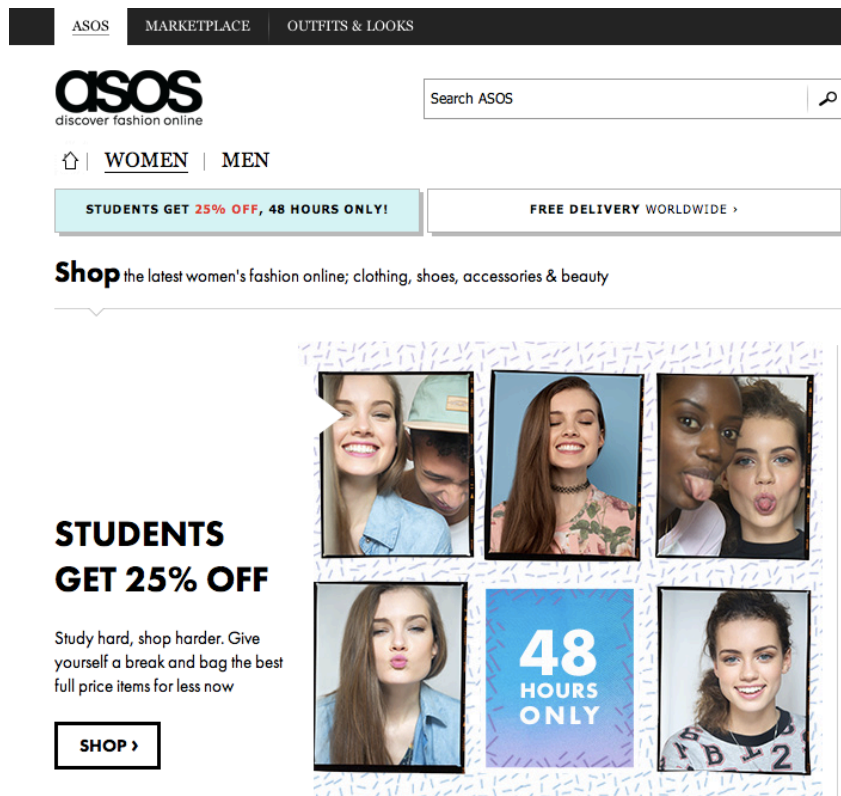 ASOS MARKETPLACE OUTFITS & LOOKS
asos
discover fashion online
Search ASOS
WOMEN MEN
STUDENTS GET 25% OFF, 48 HOURS ONLY!
FREE DELIVERY WORLDWIDE ›
Shop the latest women's fashion online; clothing, shoes, accessories & beauty
STUDENTS
GET 25% OFF
Study hard, shop harder. Give
yourself a break and bag the best
full price items for less now
SHOP ›
48
HOURS
ONLY